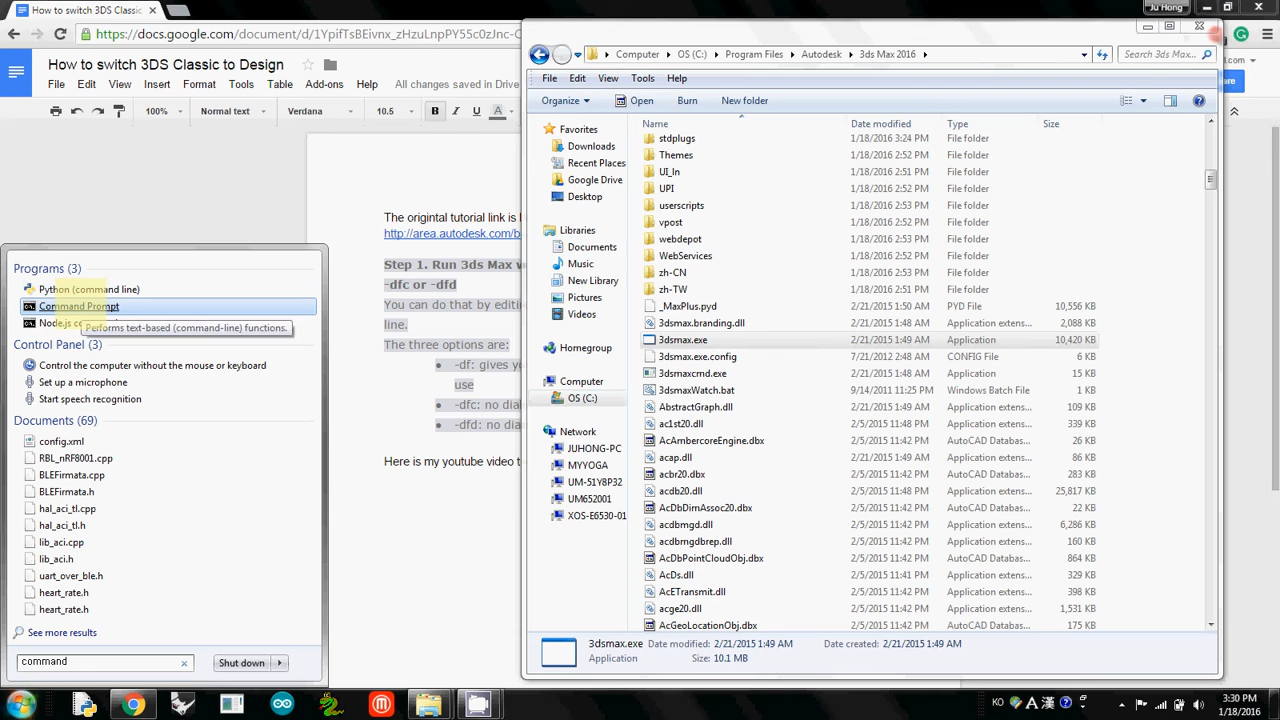 How to switch 3DS Classic to Design
Ju Hong
https://docs.google.com/document/d/1YpifTsBEivnzx_zHzuLnpPY5
How to switch 3DS Classic to Design
File Edit View Insert Format Tools Table Add-ons Help All changes saved in Drive
100% Normal text Verdana 10.5 B I U A
The origintal tutorial link is
http://area.autodesk.com/b
Step 1. Run 3ds Max w
-dfc or -dfd
You can do that by editin
line.
The three options are:
-df: gives yo
use
-dfc: no dia
-dfd: no dia
Here is my youtube video t
Computer OS (C:) Program Files Autodesk 3ds Max 2016
Search 3ds Max...
File Edit View Tools Help
Organize Open Burn New folder
Favorites
Downloads
Recent Places
Google Drive
Desktop
Libraries
Documents
Music
New Library
Pictures
Videos
Homegroup
Computer
OS (C:)
Network
JUHONG-PC
MYYOGA
UM-51Y8P32
UM652001
XOS-E6530-01
Name Date modified Type Size
stdplugs 1/18/2016 3:24 PM File folder
Themes 1/18/2016 2:52 PM File folder
UI_ln 1/18/2016 2:51 PM File folder
UPI 1/18/2016 2:52 PM File folder
userscripts 1/18/2016 2:53 PM File folder
vpost 1/18/2016 2:52 PM File folder
webdepot 1/18/2016 2:53 PM File folder
WebServices 1/18/2016 2:52 PM File folder
zh-CN 1/18/2016 2:53 PM File folder
zh-TW 1/18/2016 2:51 PM File folder
_MaxPlus.pyd 2/21/2015 1:50 AM PYD File 10,556 KB
3dsmax.branding.dll 2/21/2015 1:51 AM Application extens... 2,088 KB
3dsmax.exe 2/21/2015 1:49 AM Application 10,420 KB
3dsmax.exe.config 7/21/2012 2:48 AM CONFIG File 6 KB
3dsmaxcmd.exe 2/21/2015 1:51 AM Application 15 KB
3dsmaxWatch.bat 9/14/2011 11:25 PM Windows Batch File 1 KB
AbstractGraph.dll 2/21/2015 1:49 AM Application extens... 109 KB
ac1st20.dll 2/5/2015 11:43 PM Application extens... 339 KB
AcAmbercoreEngine.dbx 2/5/2015 11:43 PM AutoCAD Databas... 26 KB
acap.dll 2/21/2015 1:49 AM Application extens... 457 KB
acbr20.dbx 2/5/2015 11:42 PM AutoCAD Databas... 283 KB
acdb20.dll 2/5/2015 11:48 PM Application extens... 25,817 KB
AcDbDimAssoc20.dbx 2/5/2015 11:42 PM AutoCAD Databas... 22 KB
acdbmgd.dll 2/5/2015 11:42 PM Application extens... 6,286 KB
acdbmgdbrep.dll 2/5/2015 11:42 PM Application extens... 160 KB
AcDbPointCloudObj.dbx 2/5/2015 11:42 PM AutoCAD Databas... 864 KB
AcDs.dll 2/5/2015 11:41 PM Application extens... 329 KB
AcETransmit.dll 2/5/2015 11:42 PM Application extens... 398 KB
acge20.dll 2/5/2015 11:48 PM Application extens... 1,531 KB
AcGeoLocationObj.dbx 2/5/2015 11:42 PM AutoCAD Databas... 175 KB
3dsmax.exe Date modified: 2/21/2015 1:49 AM Date created: 2/21/2015 1:49 AM
Application Size: 10.1 MB
Programs (3)
Python (command line)
Command Prompt
Node.js
Performs text-based (command-line) functions.
Control Panel (3)
Control the computer without the mouse or keyboard
Set up a microphone
Start speech recognition
Documents (69)
config.xml
RBL_nRF8001.cpp
BLEFirmata.cpp
BLEFirmata.h
hal_aci_tl.cpp
hal_aci_tl.h
lib_aci.cpp
lib_aci.h
uart_over_ble.h
heart_rate.h
heart_rate.h
See more results
command
Shut down
KO A 漢 3:30 PM
1/18/2016